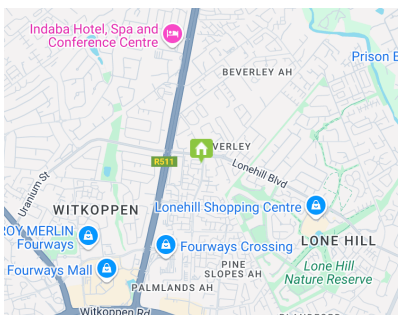 Indaba Hotel, Spa and
Conference Centre
Prison B
BEVERLEY AH
VERLEY
R511
Lonehill Blvd
Uranium St
WITKOPPEN
Lonehill Shopping Centre
ROY MERLIN
Fourways
Fourways Crossing
LONE HILL
Fourways Mall
PINE
SLOPES AH
Lone Hill
Nature Reserve
PALMLANDS AH
Witkoppen Rd